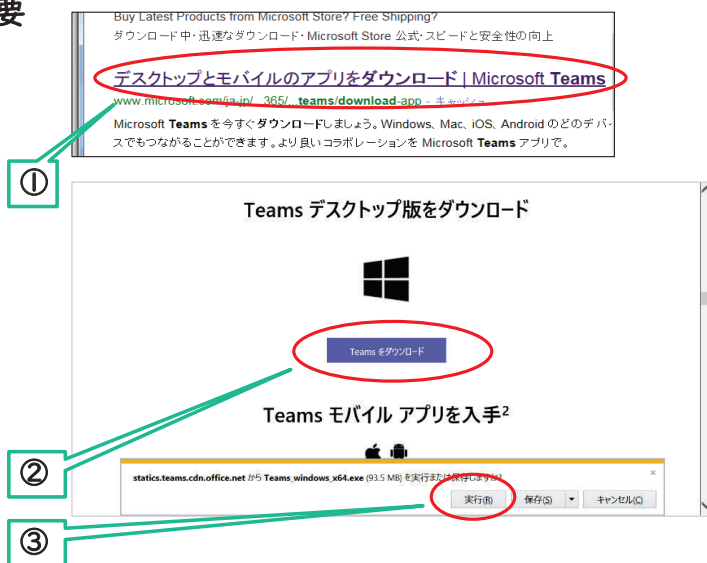 要
Buy Latest Products from Microsoft Store? Free Shipping?
ダウンロード中・迅速なダウンロード・Microsoft Store 公式・スピードと安全性の向上
デスクトップとモバイルのアプリをダウンロード | Microsoft Teams
www.microsoft.com/ja-jp/...365/...teams/download-app - キャッシュ
Microsoft Teams を今すぐダウンロードしましょう。Windows、Mac、iOS、Android のどのデバ
スでもつながることができます。より良いコラボレーションを Microsoft Teams アプリで。
①
Teams デスクトップ版をダウンロード
Teams をダウンロード
Teams モバイル アプリを入手2
②
statics.teams.cdn.office.net から Teams_windows_x64.exe (93.5 MB) を実行または保存しますか?
×
実行(R) 保存(S) キャンセル(C)
③